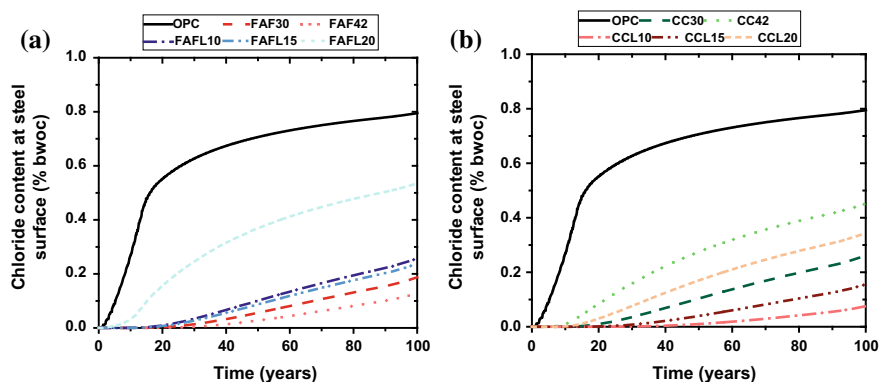 (a)
OPC FAF30 FAF42
FAFL10 FAFL15 FAFL20
Chloride content at steel
surface (% bwoc)
1.0
0.8
0.6
0.4
0.2
0.0
0 20 40 60 80 100
Time (years)
(b)
OPC CC30 CC42
CCL10 CCL15 CCL20
Chloride content at steel
surface (% bwoc)
1.0
0.8
0.6
0.4
0.2
0.0
0 20 40 60 80 100
Time (years)